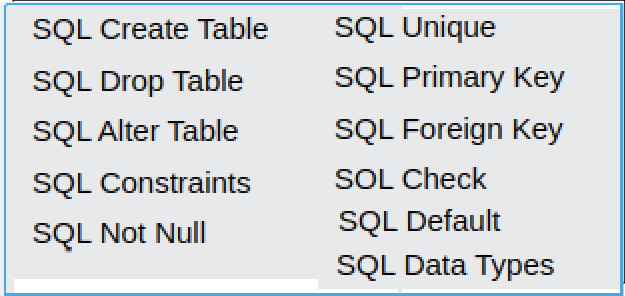 SQL Create Table
SQL Drop Table
SQL Alter Table
SQL Constraints
SQL Not Null
SQL Unique
SQL Primary Key
SQL Foreign Key
SOL Check
SQL Default
SQL Data Types